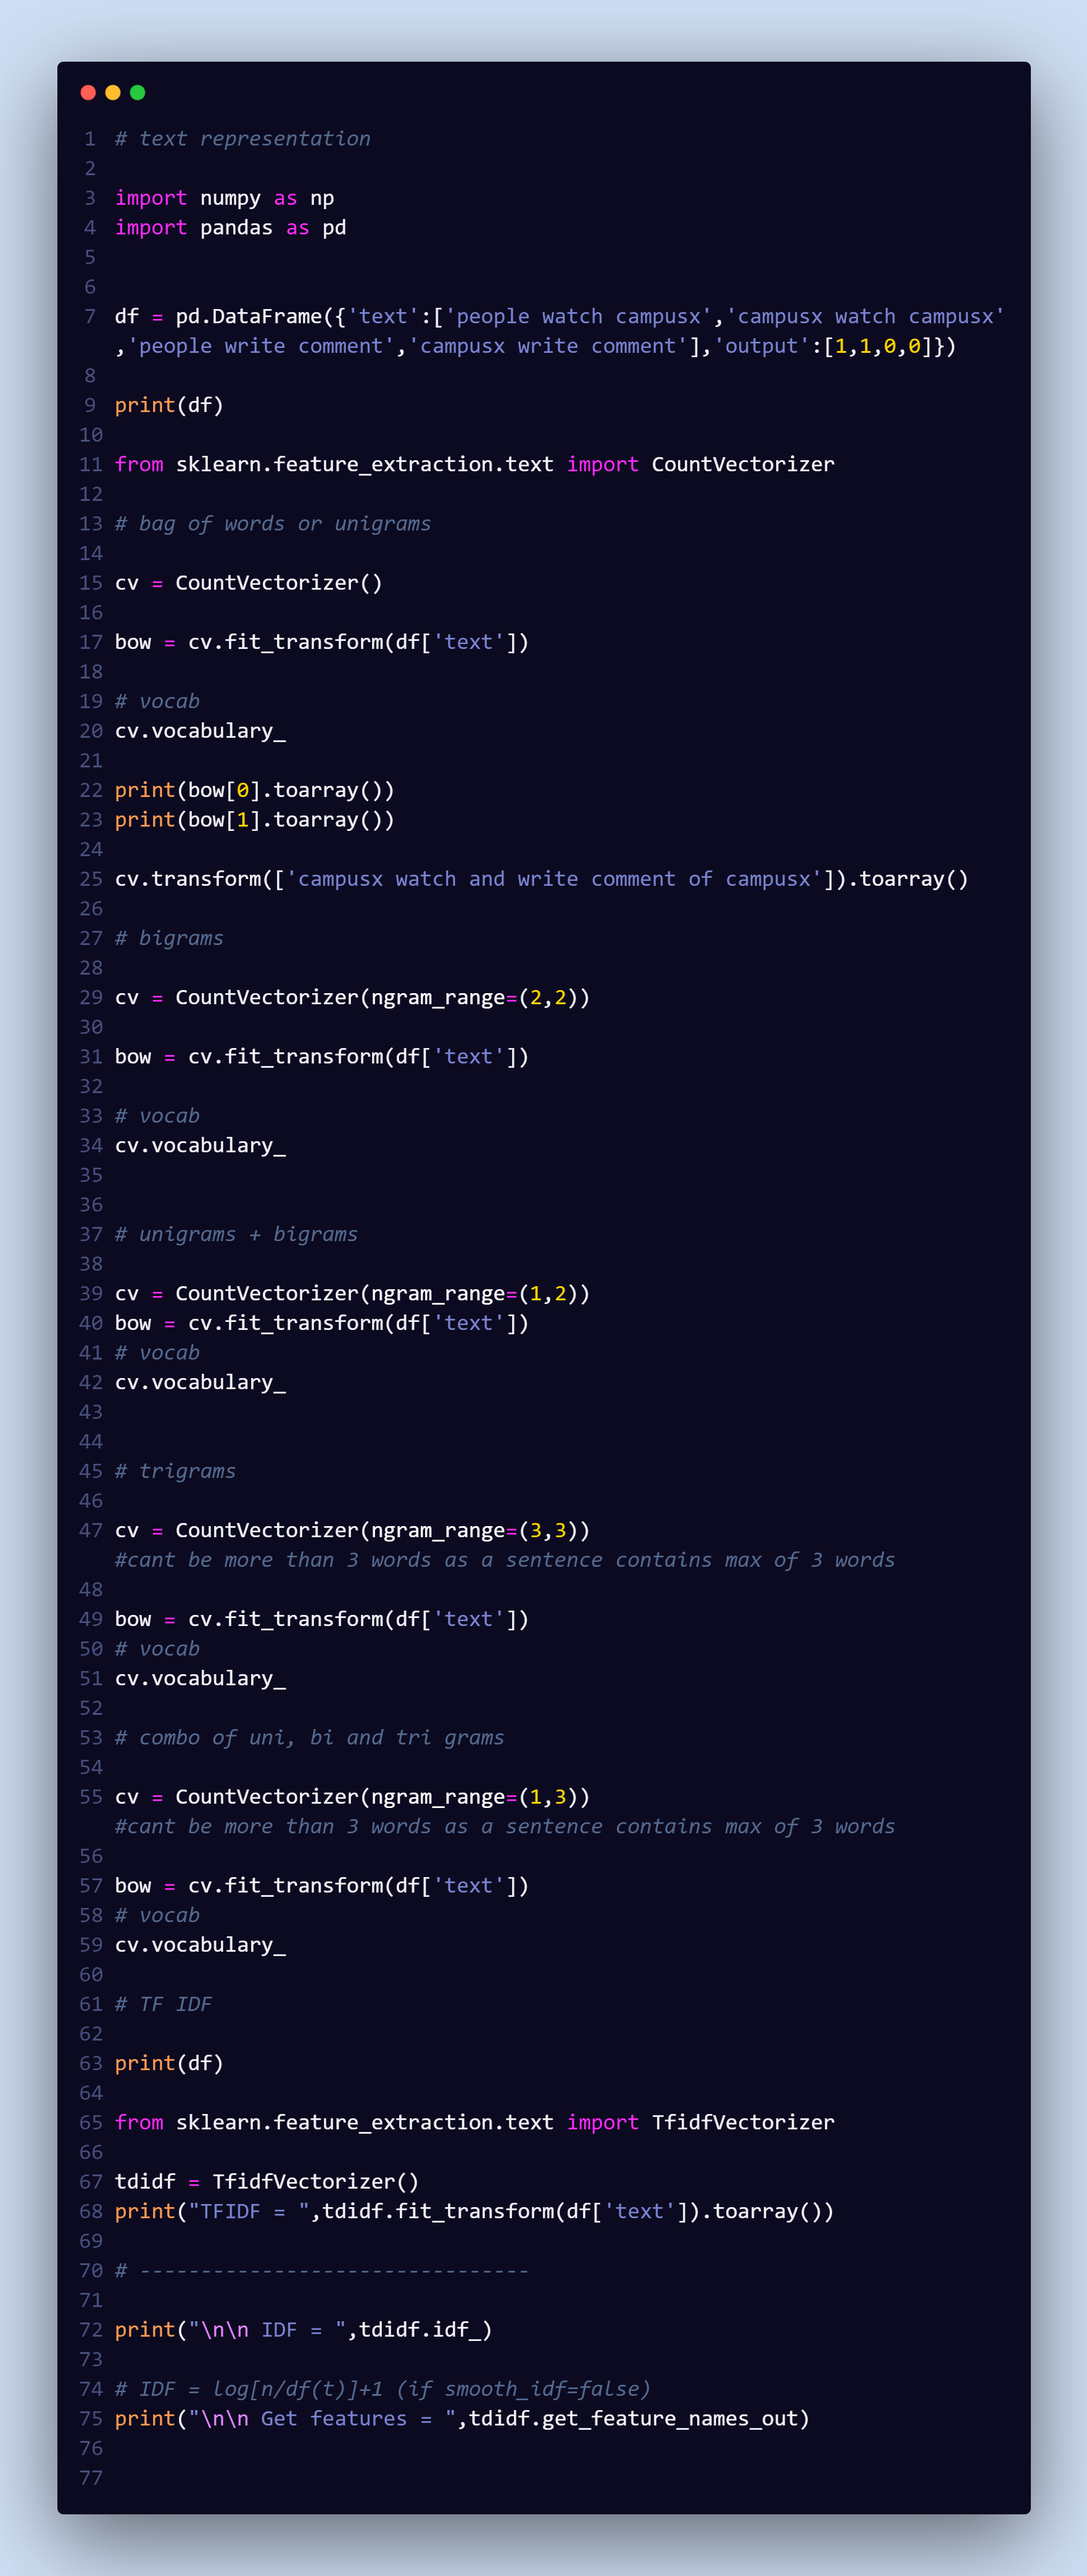 1 # text representation
2
3 import numpy as np
4 import pandas as pd
5
6
7 df = pd.DataFrame({'text':['people watch campusx','campusx watch campusx'
,'people write comment','campusx write comment'],'output':[1,1,0,0]})
8
9 print(df)
10
11 from sklearn.feature_extraction.text import CountVectorizer
12
13 # bag of words or unigrams
14
15 cv = CountVectorizer()
16
17 bow = cv.fit_transform(df['text'])
18
19 # vocab
20 cv.vocabulary_
21
22 print(bow[0].toarray())
23 print(bow[1].toarray())
24
25 cv.transform(['campusx watch and write comment of campusx']).toarray()
26
27 # bigrams
28
29 cv = CountVectorizer(ngram_range=(2,2))
30
31 bow = cv.fit_transform(df['text'])
32
33 # vocab
34 cv.vocabulary_
35
36
37 # unigrams + bigrams
38
39 cv = CountVectorizer(ngram_range=(1,2))
40 bow = cv.fit_transform(df['text'])
41 # vocab
42 cv.vocabulary_
43
44
45 # trigrams
46
47 cv = CountVectorizer(ngram_range=(3,3))
#cant be more than 3 words as a sentence contains max of 3 words
48
49 bow = cv.fit_transform(df['text'])
50 # vocab
51 cv.vocabulary_
52
53 # combo of uni, bi and tri grams
54
55 cv = CountVectorizer(ngram_range=(1,3))
#cant be more than 3 words as a sentence contains max of 3 words
56
57 bow = cv.fit_transform(df['text'])
58 # vocab
59 cv.vocabulary_
60
61 # TF IDF
62
63 print(df)
64
65 from sklearn.feature_extraction.text import TfidfVectorizer
66
67 tdidf = TfidfVectorizer()
68 print("TFIDF = ",tdidf.fit_transform(df['text']).toarray())
69
70 # --------------------------------
71
72 print("\n\n IDF = ",tdidf.idf_)
73
74 # IDF = log[n/df(t)]+1 (if smooth_idf=false)
75 print("\n\n Get features = ",tdidf.get_feature_names_out)
76
77